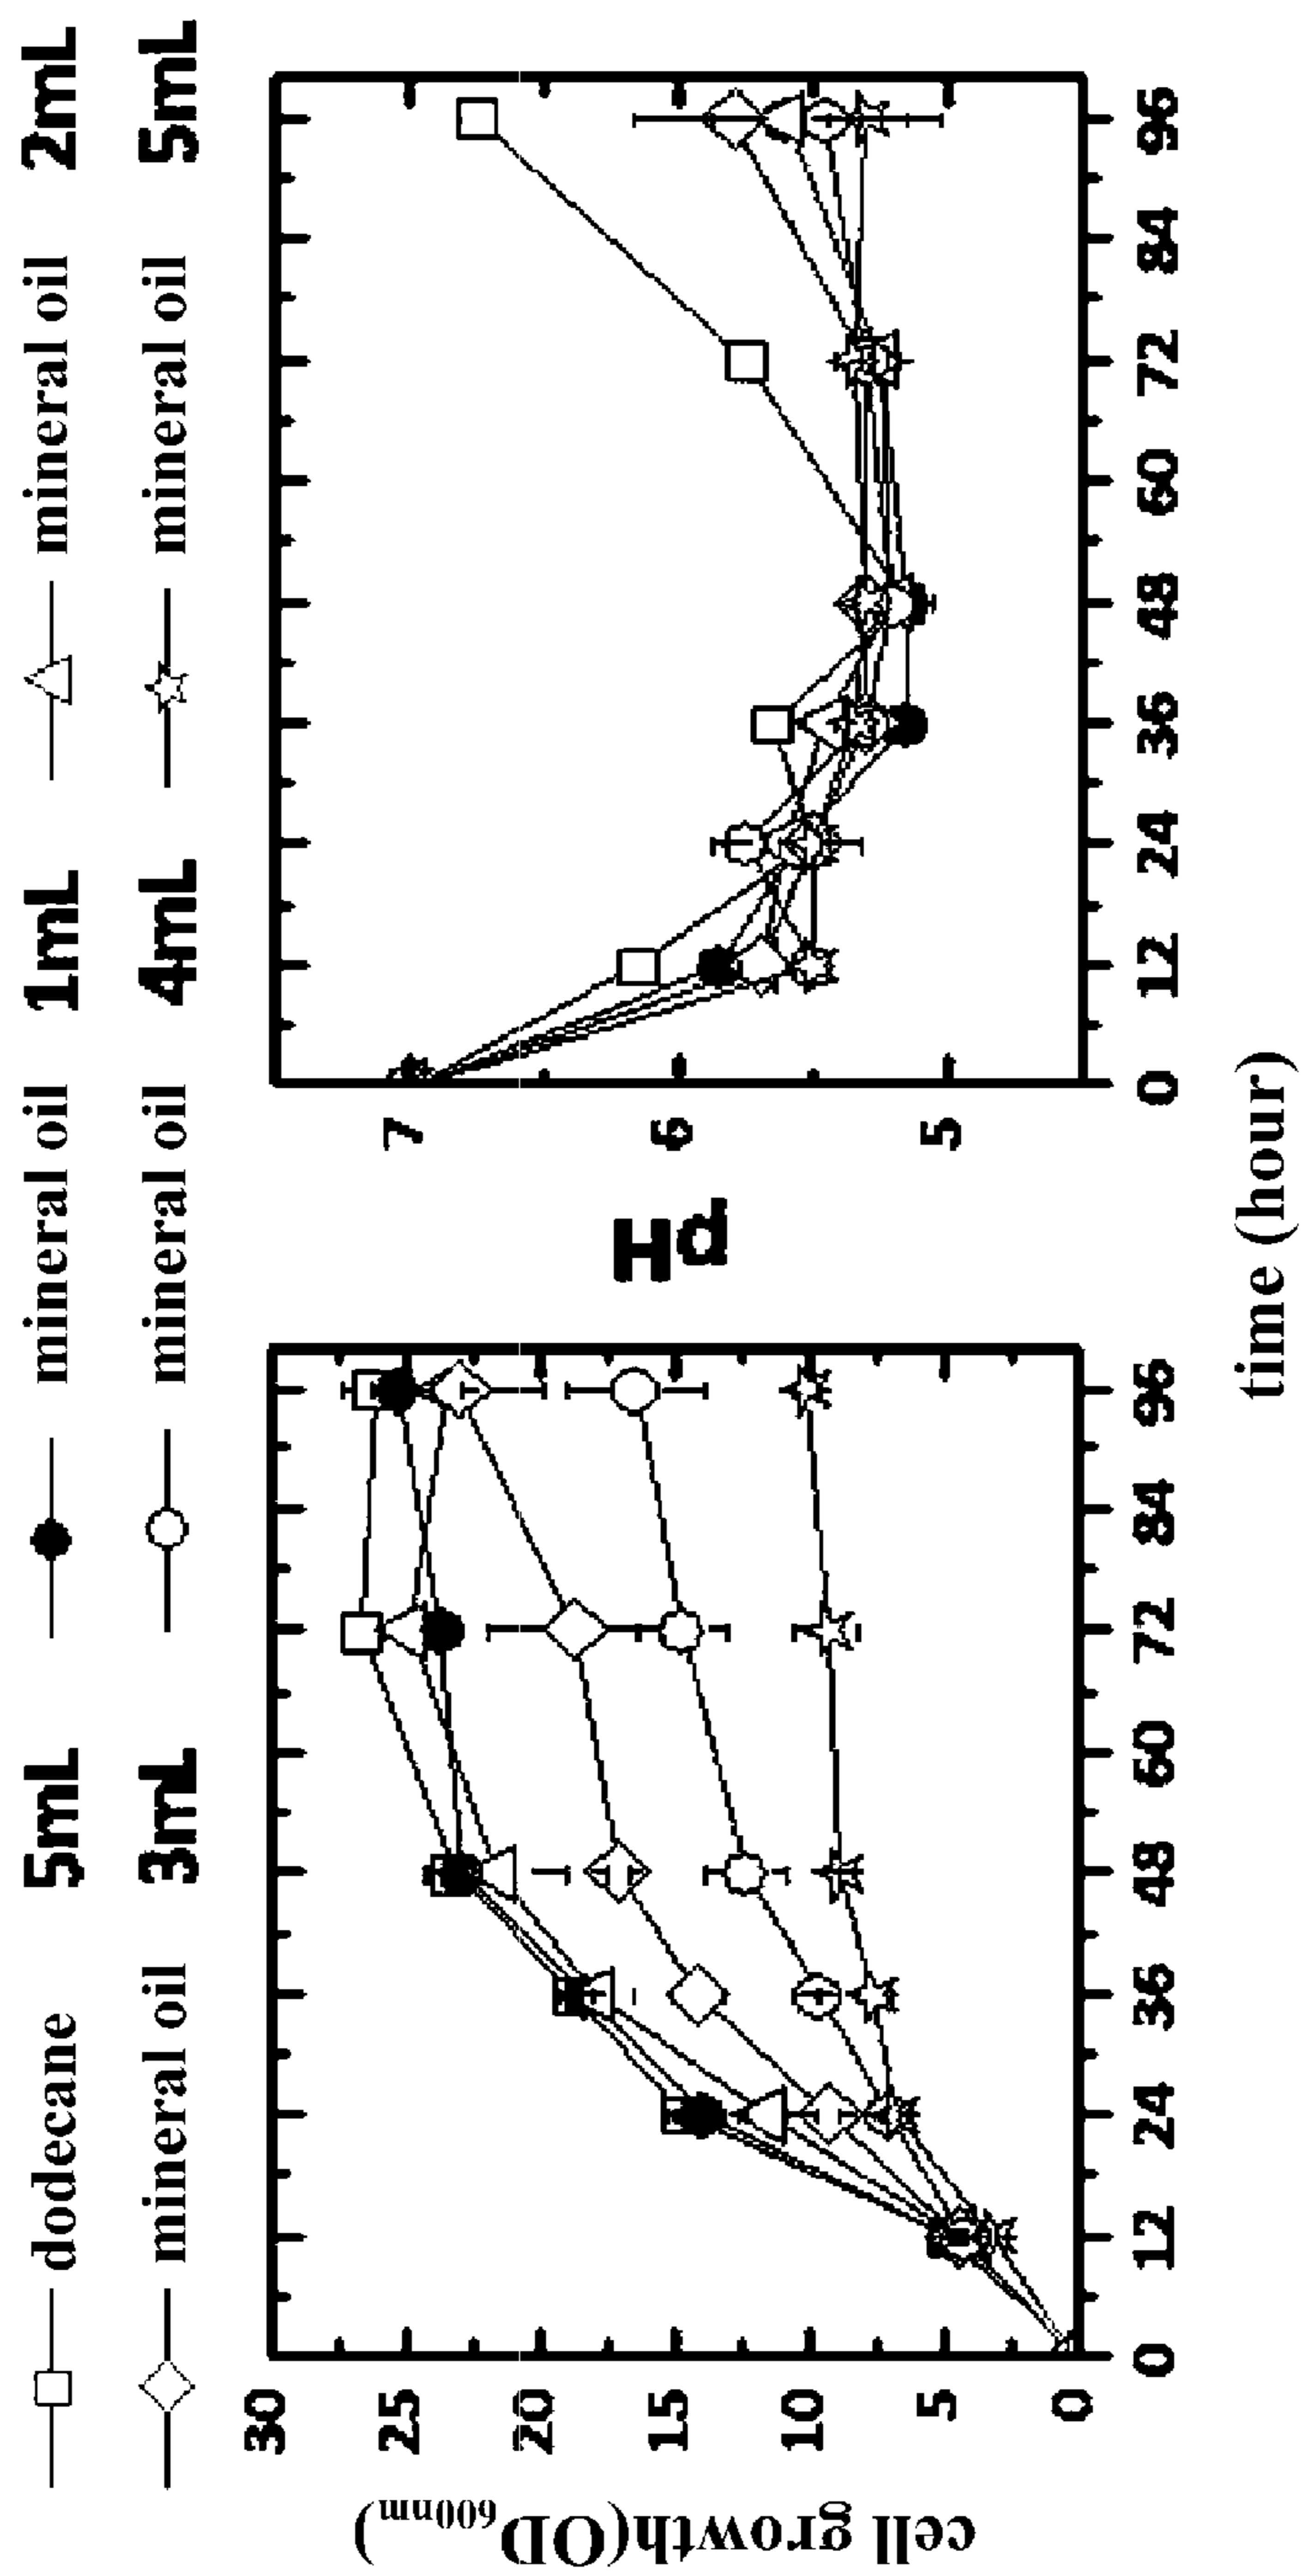 dodecane 5mL mineral oil 1mL mineral oil 2mL
mineral oil 3mL mineral oil 4mL mineral oil 5mL
cell growth(OD600nm)
30
25
20
15
10
5
0
0 12 24 36 48 60 72 84 96
pH
7
6
5
0 12 24 36 48 60 72 84 96
time (hour)